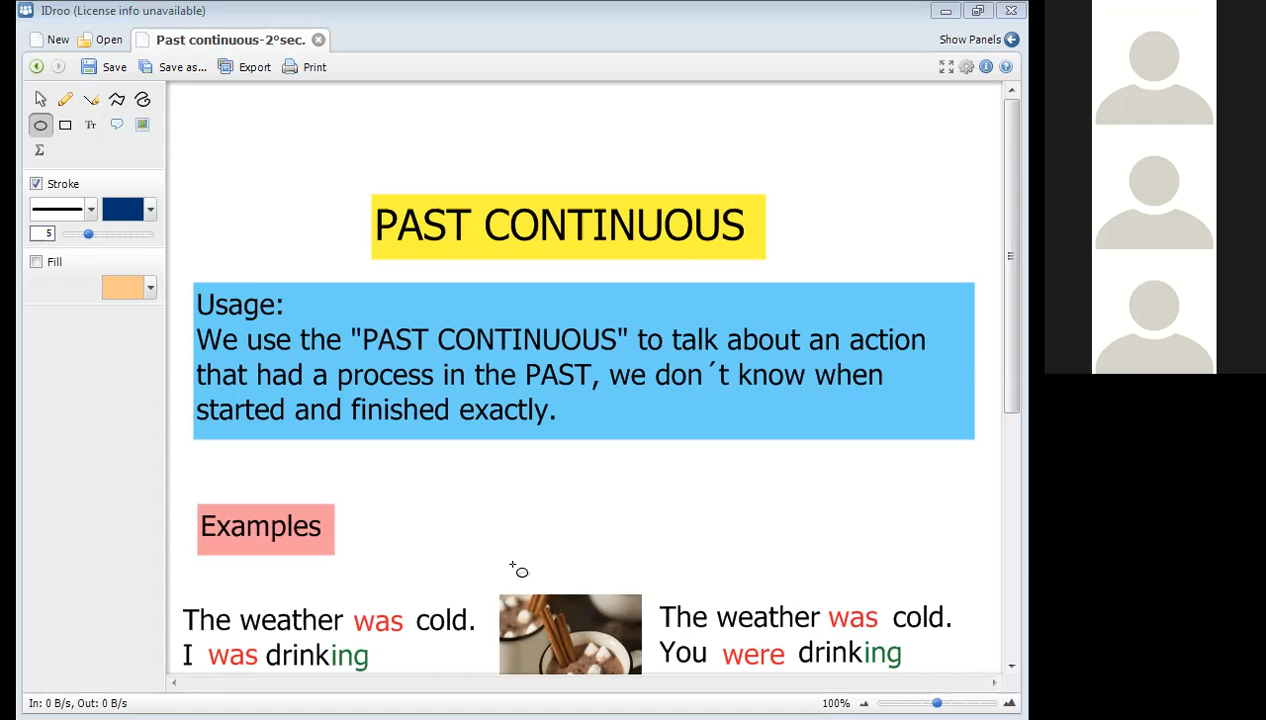 IDroo (License info unavailable)
New Open Past continuous-2°sec. Show Panels
Save Save as... Export Print
Tт
Σ
Stroke
5
Fill
PAST CONTINUOUS
Usage:
We use the "PAST CONTINUOUS" to talk about an action
that had a process in the PAST, we don´t know when
started and finished exactly.
Examples
The weather was cold.
I was drinking
The weather was cold.
You were drinking
In: 0 B/s, Out: 0 B/s 100%